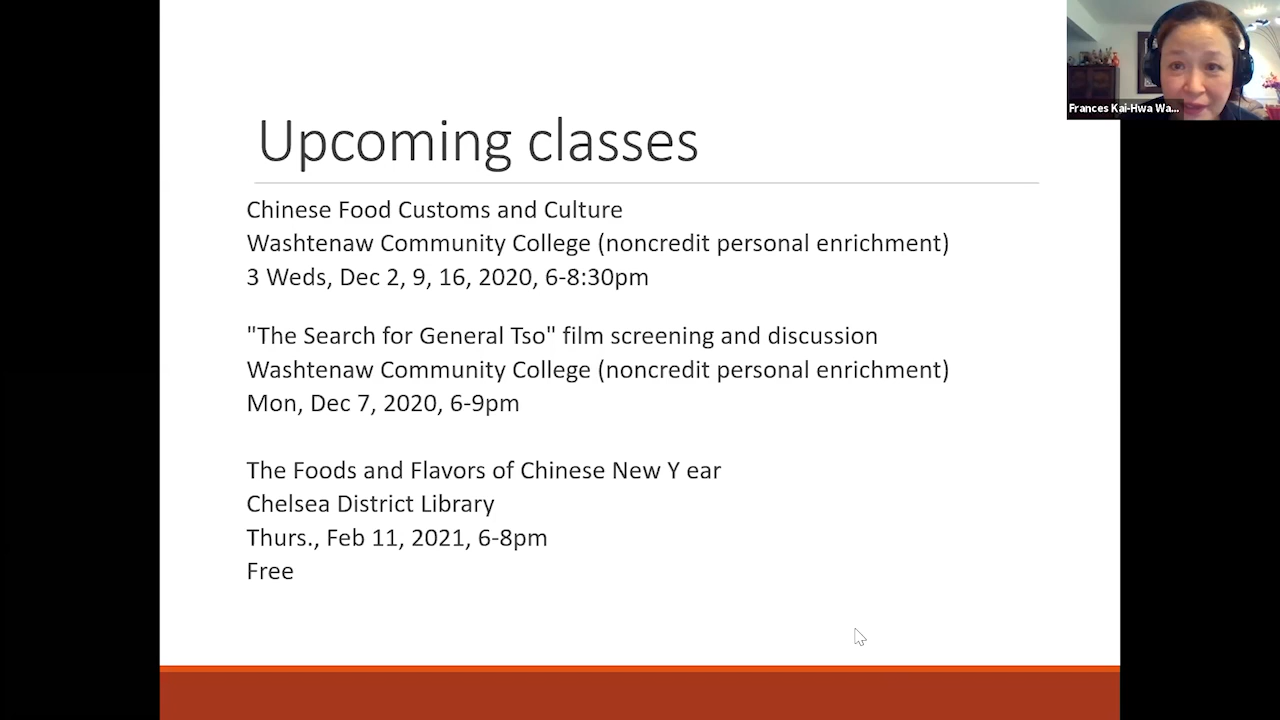 Upcoming classes
Chinese Food Customs and Culture
Washtenaw Community College (noncredit personal enrichment)
3 Weds, Dec 2, 9, 16, 2020, 6-8:30pm
"The Search for General Tso" film screening and discussion
Washtenaw Community College (noncredit personal enrichment)
Mon, Dec 7, 2020, 6-9pm
The Foods and Flavors of Chinese New Y ear
Chelsea District Library
Thurs., Feb 11, 2021, 6-8pm
Free
Frances Kai-Hwa Wa...